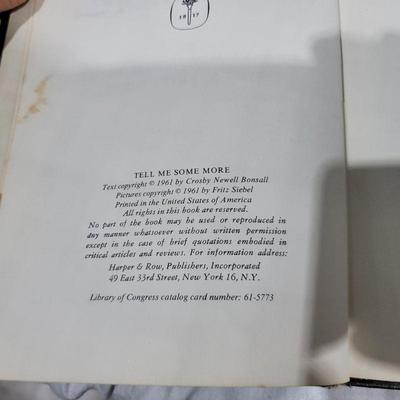 18 17
TELL ME SOME MORE
Text copyright © 1961 by Crosby Newell Bonsall
Pictures copyright © 1961 by Fritz Siebel
Printed in the United States of America
All rights in this book are reserved.
No part of the book may be used or reproduced in
any manner whatsoever without written permission
except in the case of brief quotations embodied in
critical articles and reviews. For information address:
Harper & Row, Publishers, Incorporated
49 East 33rd Street, New York 16, N.Y.
Library of Congress catalog card number: 61-5773